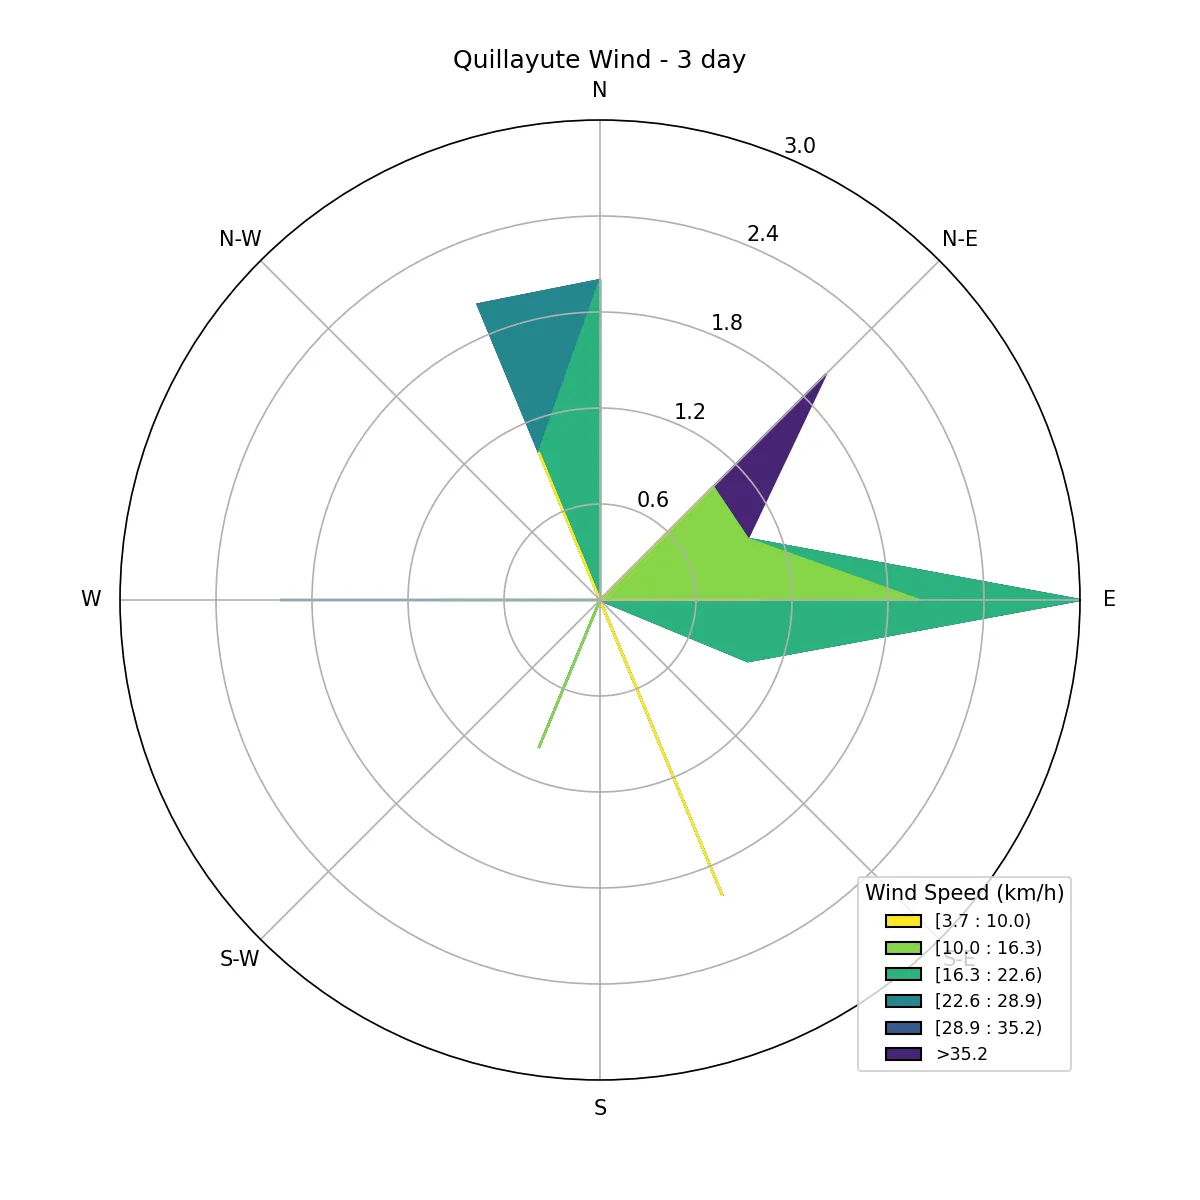 Quillayute Wind - 3 day
N
3.0
N-W
2.4
N-E
1.8
1.2
0.6
W
E
Wind Speed (km/h)
[3.7 : 10.0)
[10.0 : 16.3)
S-W
S-E
[16.3 : 22.6)
[22.6 : 28.9)
[28.9 : 35.2)
>35.2
S